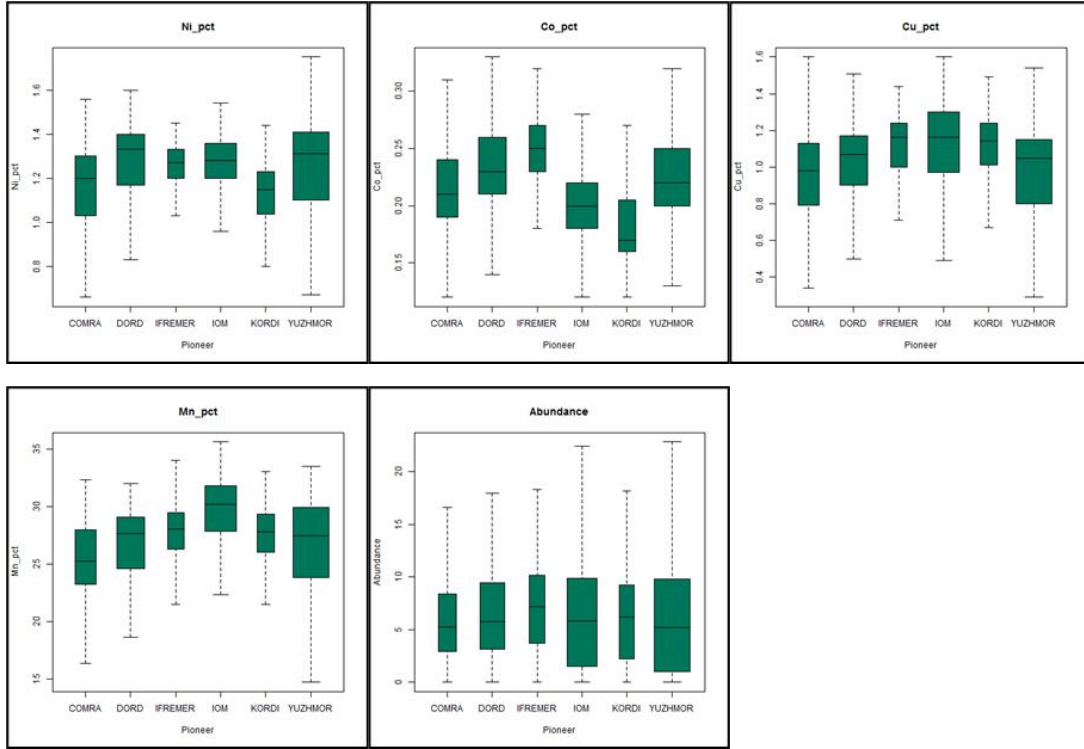 Ni_pct
Ni_pct
1.6
1.4
1.2
1.0
0.8
COMRA DORD IFREMER IOM KORDI YUZHMOR
Pioneer
Co_pct
Co_pct
0.30
0.25
0.20
0.15
COMRA DORD IFREMER IOM KORDI YUZHMOR
Pioneer
Cu_pct
Cu_pct
1.6
1.4
1.2
1.0
0.8
0.6
0.4
COMRA DORD IFREMER IOM KORDI YUZHMOR
Pioneer
Mn_pct
Mn_pct
35
30
25
20
15
COMRA DORD IFREMER IOM KORDI YUZHMOR
Pioneer
Abundance
Abundance
20
15
10
5
0
COMRA DORD IFREMER IOM KORDI YUZHMOR
Pioneer